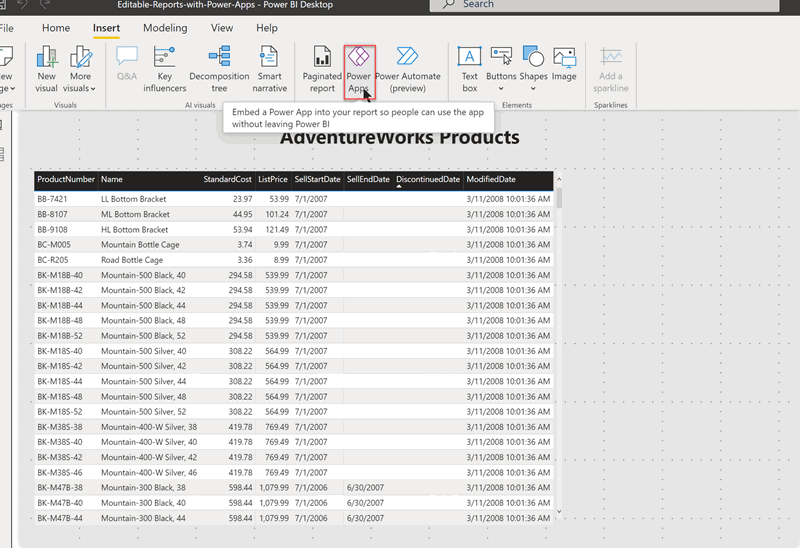 Editable-Reports-with-Power-Apps - Power BI Desktop Search
File Home Insert Modeling View Help
New visual
More visuals
Q&A
Key influencers
Decomposition tree
Smart narrative
Paginated report
Power Apps
Power Automate (preview)
Text box
Buttons
Shapes
Image
Add a sparkline
Visuals AI visuals Elements Sparklines
Embed a Power App into your report so people can use the app
without leaving Power BI
AdventureWorks Products
ProductNumber Name StandardCost ListPrice SellStartDate SellEndDate DiscontinuedDate ModifiedDate
BB-7421 LL Bottom Bracket 23.97 53.99 7/1/2007 3/11/2008 10:01:36 AM
BB-8107 ML Bottom Bracket 44.95 101.24 7/1/2007 3/11/2008 10:01:36 AM
BB-9108 HL Bottom Bracket 53.94 121.49 7/1/2007 3/11/2008 10:01:36 AM
BC-M005 Mountain Bottle Cage 3.74 9.99 7/1/2007 3/11/2008 10:01:36 AM
BC-R205 Road Bottle Cage 3.36 8.99 7/1/2007 3/11/2008 10:01:36 AM
BK-M18B-40 Mountain-500 Black, 40 294.58 539.99 7/1/2007 3/11/2008 10:01:36 AM
BK-M18B-42 Mountain-500 Black, 42 294.58 539.99 7/1/2007 3/11/2008 10:01:36 AM
BK-M18B-44 Mountain-500 Black, 44 294.58 539.99 7/1/2007 3/11/2008 10:01:36 AM
BK-M18B-48 Mountain-500 Black, 48 294.58 539.99 7/1/2007 3/11/2008 10:01:36 AM
BK-M18B-52 Mountain-500 Black, 52 294.58 539.99 7/1/2007 3/11/2008 10:01:36 AM
BK-M18S-40 Mountain-500 Silver, 40 308.22 564.99 7/1/2007 3/11/2008 10:01:36 AM
BK-M18S-42 Mountain-500 Silver, 42 308.22 564.99 7/1/2007 3/11/2008 10:01:36 AM
BK-M18S-44 Mountain-500 Silver, 44 308.22 564.99 7/1/2007 3/11/2008 10:01:36 AM
BK-M18S-48 Mountain-500 Silver, 48 308.22 564.99 7/1/2007 3/11/2008 10:01:36 AM
BK-M18S-52 Mountain-500 Silver, 52 308.22 564.99 7/1/2007 3/11/2008 10:01:36 AM
BK-M38S-38 Mountain-400-W Silver, 38 419.78 769.49 7/1/2007 3/11/2008 10:01:36 AM
BK-M38S-40 Mountain-400-W Silver, 40 419.78 769.49 7/1/2007 3/11/2008 10:01:36 AM
BK-M38S-42 Mountain-400-W Silver, 42 419.78 769.49 7/1/2007 3/11/2008 10:01:36 AM
BK-M38S-46 Mountain-400-W Silver, 46 419.78 769.49 7/1/2007 3/11/2008 10:01:36 AM
BK-M47B-38 Mountain-300 Black, 38 598.44 1,079.99 7/1/2006 6/30/2007 3/11/2008 10:01:36 AM
BK-M47B-40 Mountain-300 Black, 40 598.44 1,079.99 7/1/2006 6/30/2007 3/11/2008 10:01:36 AM
BK-M47B-44 Mountain-300 Black, 44 598.44 1,079.99 7/1/2006 6/30/2007 3/11/2008 10:01:36 AM